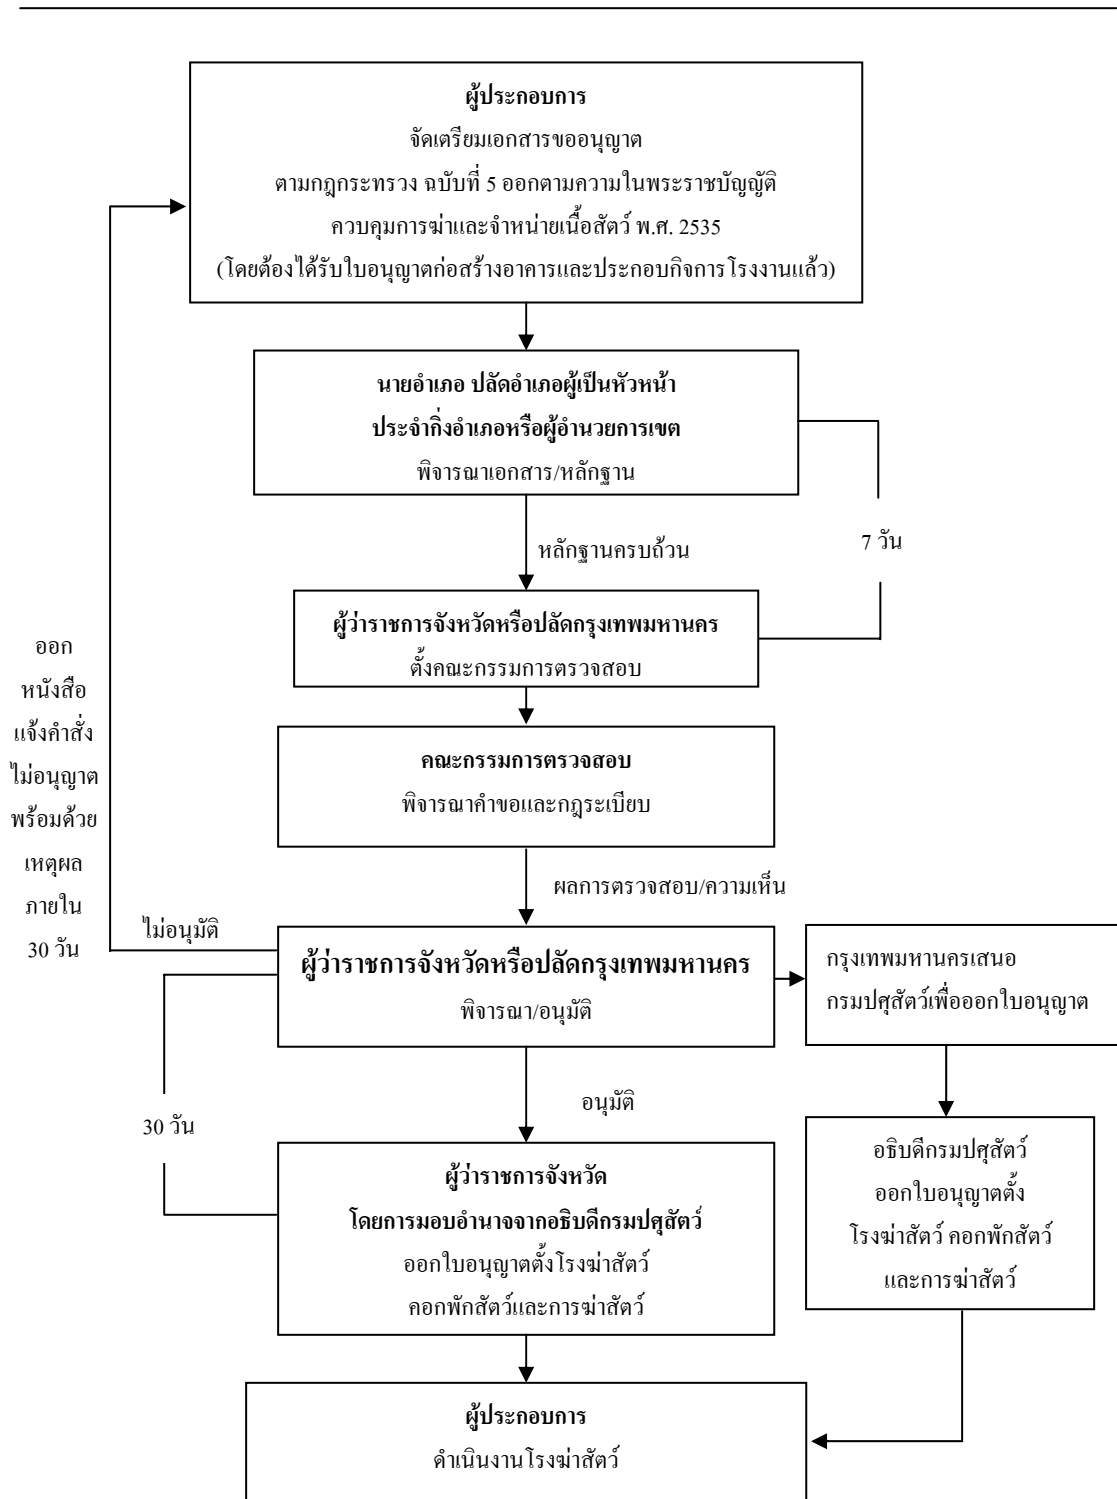 ผู้ประกอบการ
จัดเตรียมเอกสารขออนุญาต
ตามกฎกระทรวง ฉบับที่ 5 ออกตามความในพระราชบัญญัติ
ควบคุมการฆ่าและจำหน่ายเนื้อสัตว์ พ.ศ. 2535
(โดยต้องได้รับใบอนุญาตก่อสร้างอาคารและประกอบกิจการโรงงานแล้ว)
นายอำเภอ ปลัดอำเภอผู้เป็นหัวหน้า
ประจำกิ่งอำเภอหรือผู้อำนวยการเขต
พิจารณาเอกสาร/หลักฐาน
7 วัน
หลักฐานครบถ้วน
ผู้ว่าราชการจังหวัดหรือปลัดกรุงเทพมหานคร
ตั้งคณะกรรมการตรวจสอบ
คณะกรรมการตรวจสอบ
พิจารณาคำขอและกฎระเบียบ
ผลการตรวจสอบ/ความเห็น
ออก
หนังสือ
แจ้งคำสั่ง
ไม่อนุญาต
พร้อมด้วย
เหตุผล
ภายใน
30 วัน
ไม่อนุมัติ
ผู้ว่าราชการจังหวัดหรือปลัดกรุงเทพมหานคร
พิจารณา/อนุมัติ
กรุงเทพมหานครเสนอ
กรมปศุสัตว์เพื่อออกใบอนุญาต
อนุมัติ
30 วัน
ผู้ว่าราชการจังหวัด
โดยการมอบอำนาจจากอธิบดีกรมปศุสัตว์
ออกใบอนุญาตตั้งโรงฆ่าสัตว์
คอกพักสัตว์และการฆ่าสัตว์
อธิบดีกรมปศุสัตว์
ออกใบอนุญาตตั้ง
โรงฆ่าสัตว์ คอกพักสัตว์
และการฆ่าสัตว์
ผู้ประกอบการ
ดำเนินงานโรงฆ่าสัตว์